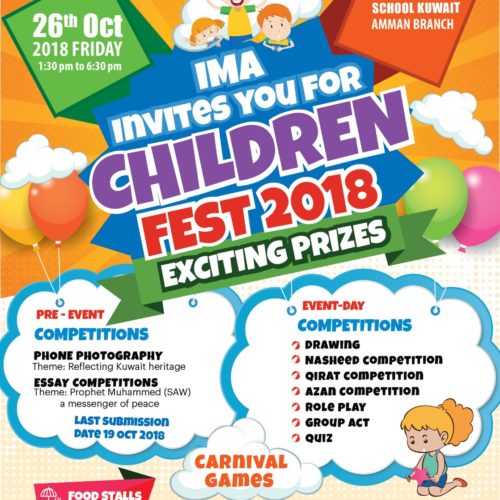 26th Oct
2018 FRIDAY
1:30 pm to 6:30 pm
SCHOOL KUWAIT
AMMAN BRANCH
IMA
INVITES YOU FOR
CHILDREN
FEST 2018
EXCITING PRIZES
PRE - EVENT
COMPETITIONS
PHONE PHOTOGRAPHY
Theme: Reflecting Kuwait heritage
ESSAY COMPETITIONS
Theme: Prophet Muhammed (SAW)
a messenger of peace
LAST SUBMISSION
DATE 19 OCT 2018
EVENT-DAY
COMPETITIONS
DRAWING
NASHEED COMPETITION
QIRAT COMPETITION
AZAN COMPETITION
ROLE PLAY
GROUP ACT
QUIZ
CARNIVAL
GAMES
FOOD STALLS